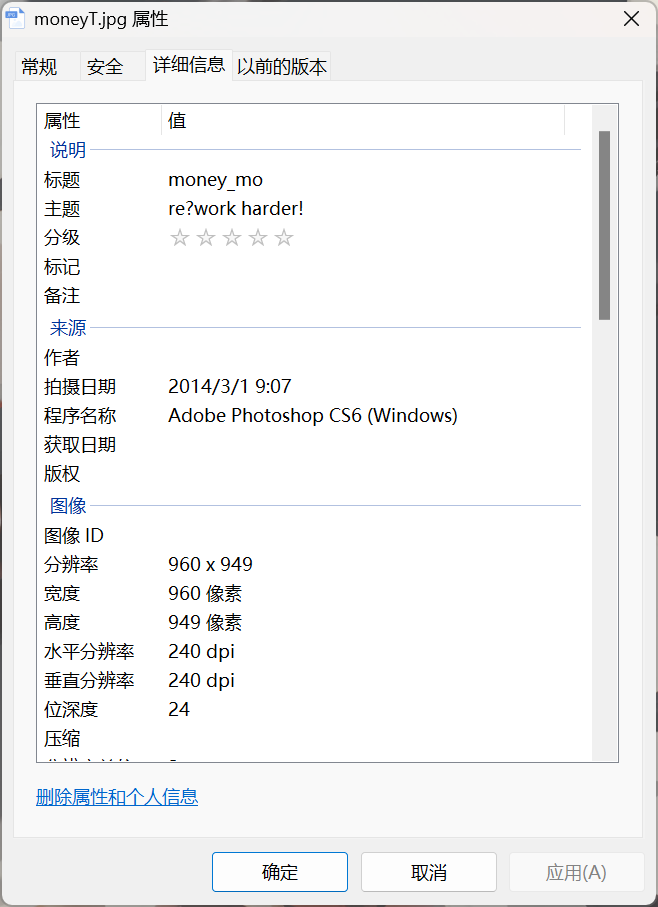 moneyT.jpg 属性
常规 安全 详细信息 以前的版本
属性 值
说明
标题 money_mo
主题 re?work harder!
分级
标记
备注
来源
作者
拍摄日期 2014/3/1 9:07
程序名称 Adobe Photoshop CS6 (Windows)
获取日期
版权
图像
图像 ID
分辨率 960 x 949
宽度 960 像素
高度 949 像素
水平分辨率 240 dpi
垂直分辨率 240 dpi
位深度 24
压缩
删除属性和个人信息
确定 取消 应用(A)